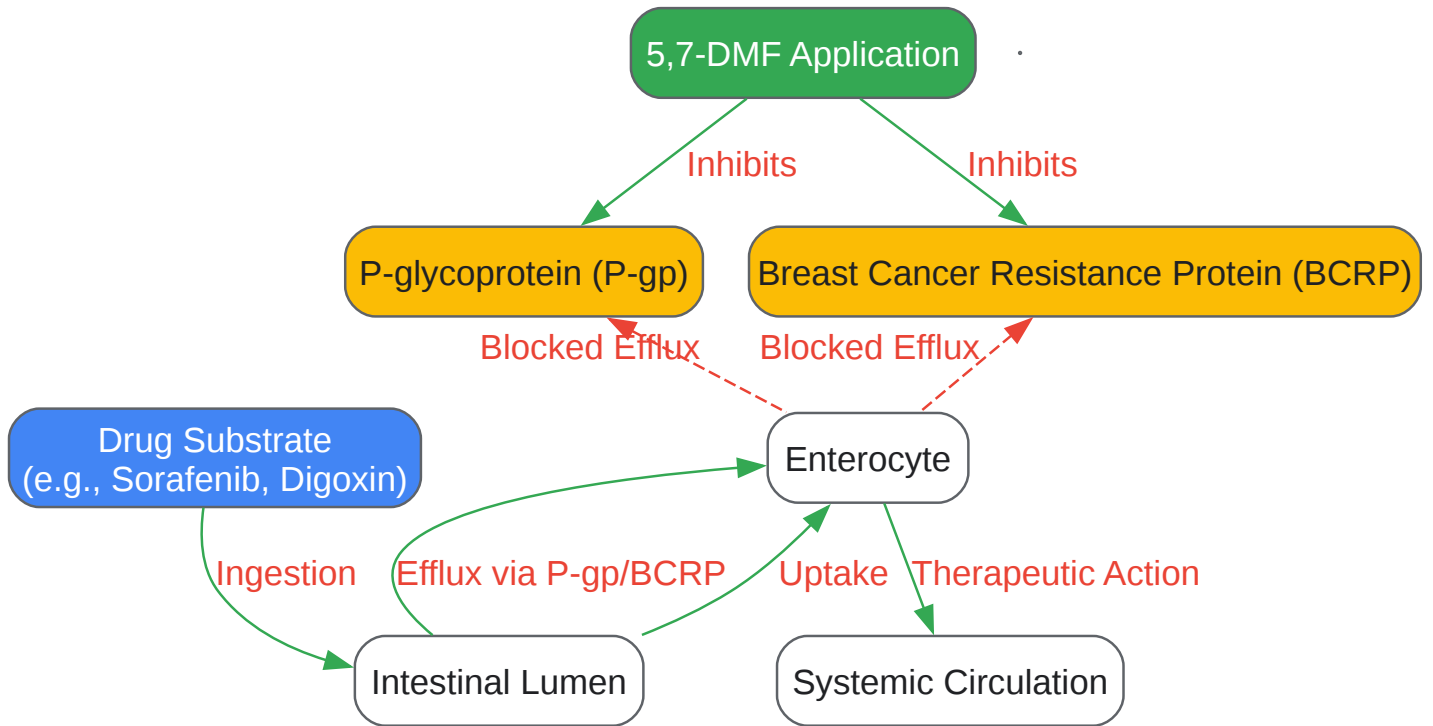 5,7-DMF Application
Inhibits
Inhibits
P-glycoprotein (P-gp)
Breast Cancer Resistance Protein (BCRP)
Blocked Efflux
Blocked Efflux
Drug Substrate
(e.g., Sorafenib, Digoxin)
Enterocyte
Ingestion
Efflux via P-gp/BCRP
Uptake
Therapeutic Action
Intestinal Lumen
Systemic Circulation